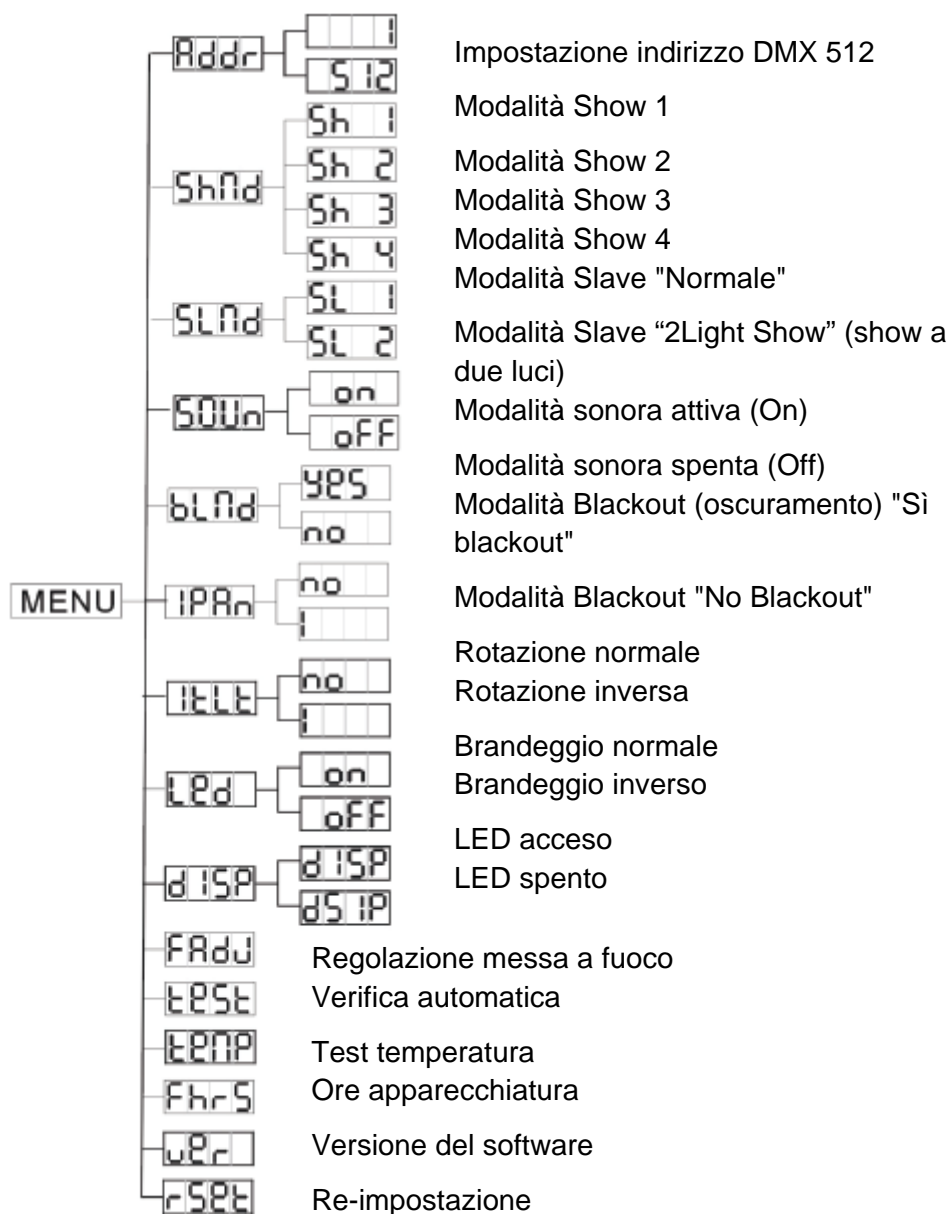 Addr 1 Impostazione indirizzo DMX 512
512
Sh 1 Modalità Show 1
ShMd Sh 2 Modalità Show 2
Sh 3 Modalità Show 3
Sh 4 Modalità Show 4
SLMd SL 1 Modalità Slave "Normale"
SL 2 Modalità Slave “2Light Show” (show a
due luci)
SOUn on Modalità sonora attiva (On)
oFF Modalità sonora spenta (Off)
bLMd yes Modalità Blackout (oscuramento) "Sì
blackout"
no
MENU IPAn no Modalità Blackout "No Blackout"
I
Rotazione normale
ItLt no Rotazione inversa
I
Brandeggio normale
Led on Brandeggio inverso
oFF
LED acceso
dISP dISP LED spento
dSIP
FAdJ Regolazione messa a fuoco
test Verifica automatica
teMP Test temperatura
FhrS Ore apparecchiatura
ver Versione del software
rSet Re-impostazione